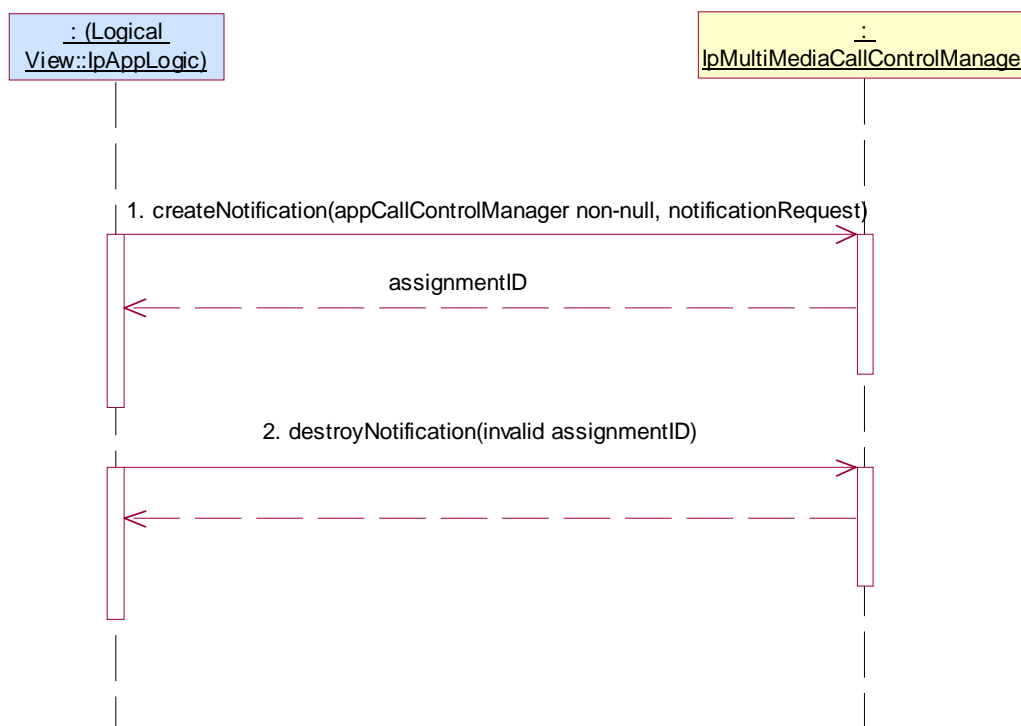 : (Logical
View::IpAppLogic)
:
IpMultiMediaCallControlManage
1. createNotification(appCallControlManager non-null, notificationRequest)
assignmentID
2. destroyNotification(invalid assignmentID)